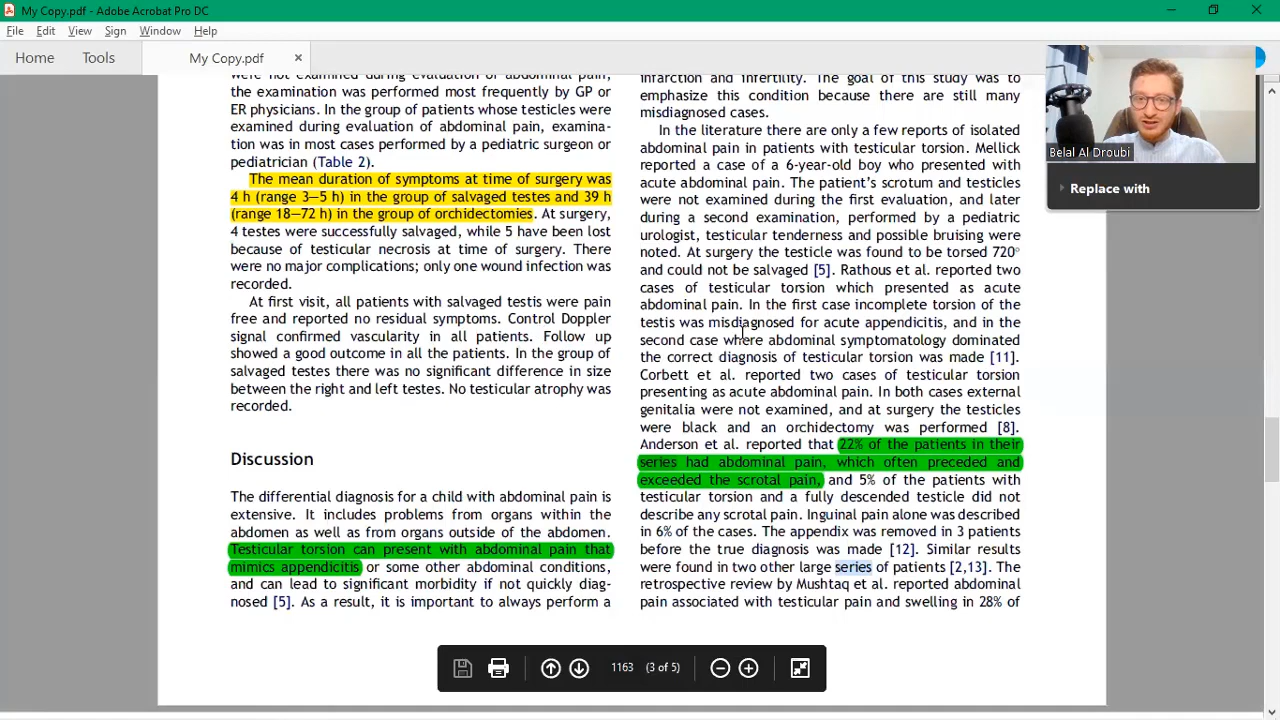 My Copy.pdf - Adobe Acrobat Pro DC
File Edit View Sign Window Help
Home Tools My Copy.pdf ×
were not examined during evaluation of abdominal pain,
the examination was performed most frequently by GP or
ER physicians. In the group of patients whose testicles were
examined during evaluation of abdominal pain, examina-
tion was in most cases performed by a pediatric surgeon or
pediatrician (Table 2).
The mean duration of symptoms at time of surgery was
4 h (range 3–5 h) in the group of salvaged testes and 39 h
(range 18–72 h) in the group of orchidectomies. At surgery,
4 testes were successfully salvaged, while 5 have been lost
because of testicular necrosis at time of surgery. There
were no major complications; only one wound infection was
recorded.
At first visit, all patients with salvaged testis were pain
free and reported no residual symptoms. Control Doppler
signal confirmed vascularity in all patients. Follow up
showed a good outcome in all the patients. In the group of
salvaged testes there was no significant difference in size
between the right and left testes. No testicular atrophy was
recorded.
Discussion
The differential diagnosis for a child with abdominal pain is
extensive. It includes problems from organs within the
abdomen as well as from organs outside of the abdomen.
Testicular torsion can present with abdominal pain that
mimics appendicitis or some other abdominal conditions,
and can lead to significant morbidity if not quickly diag-
nosed [5]. As a result, it is important to always perform a
infarction and infertility. The goal of this study was to
emphasize this condition because there are still many
misdiagnosed cases.
In the literature there are only a few reports of isolated
abdominal pain in patients with testicular torsion. Mellick
reported a case of a 6-year-old boy who presented with
acute abdominal pain. The patient's scrotum and testicles
were not examined during the first evaluation, and later
during a second examination, performed by a pediatric
urologist, testicular tenderness and possible bruising were
noted. At surgery the testicle was found to be torsed 720°
and could not be salvaged [5]. Rathous et al. reported two
cases of testicular torsion which presented as acute
abdominal pain. In the first case incomplete torsion of the
testis was misdiagnosed for acute appendicitis, and in the
second case where abdominal symptomatology dominated
the correct diagnosis of testicular torsion was made [11].
Corbett et al. reported two cases of testicular torsion
presenting as acute abdominal pain. In both cases external
genitalia were not examined, and at surgery the testicles
were black and an orchidectomy was performed [8].
Anderson et al. reported that 22% of the patients in their
series had abdominal pain, which often preceded and
exceeded the scrotal pain, and 5% of the patients with
testicular torsion and a fully descended testicle did not
describe any scrotal pain. Inguinal pain alone was described
in 6% of the cases. The appendix was removed in 3 patients
before the true diagnosis was made [12]. Similar results
were found in two other large series of patients [2,13]. The
retrospective review by Mushtaq et al. reported abdominal
pain associated with testicular pain and swelling in 28% of
Belal Al Droubi
Replace with
1163 (3 of 5)